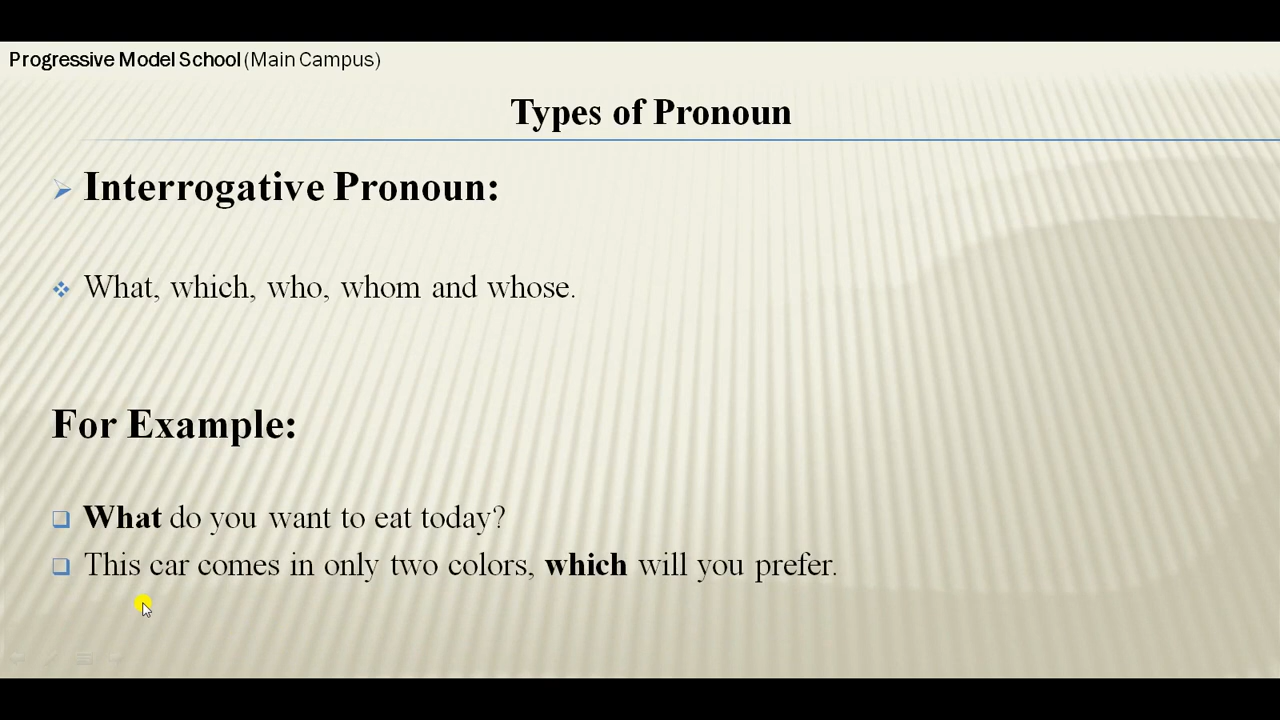 Progressive Model School (Main Campus)
Types of Pronoun
Interrogative Pronoun:
What, which, who, whom and whose.
For Example:
What do you want to eat today?
This car comes in only two colors, which will you prefer.